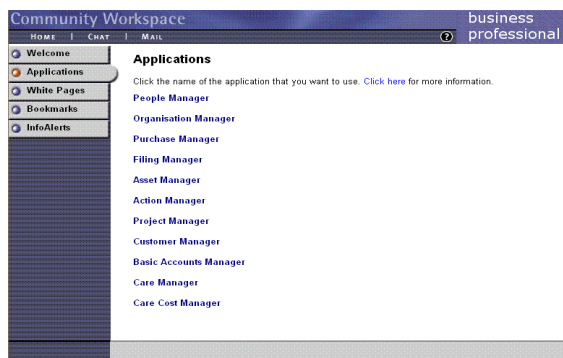 Community Workspace
business
professional
HOME | CHAT | MAIL
?
Welcome
Applications
White Pages
Bookmarks
InfoAlerts
Applications
Click the name of the application that you want to use. Click here for more information.
People Manager
Organisation Manager
Purchase Manager
Filing Manager
Asset Manager
Action Manager
Project Manager
Customer Manager
Basic Accounts Manager
Care Manager
Care Cost Manager